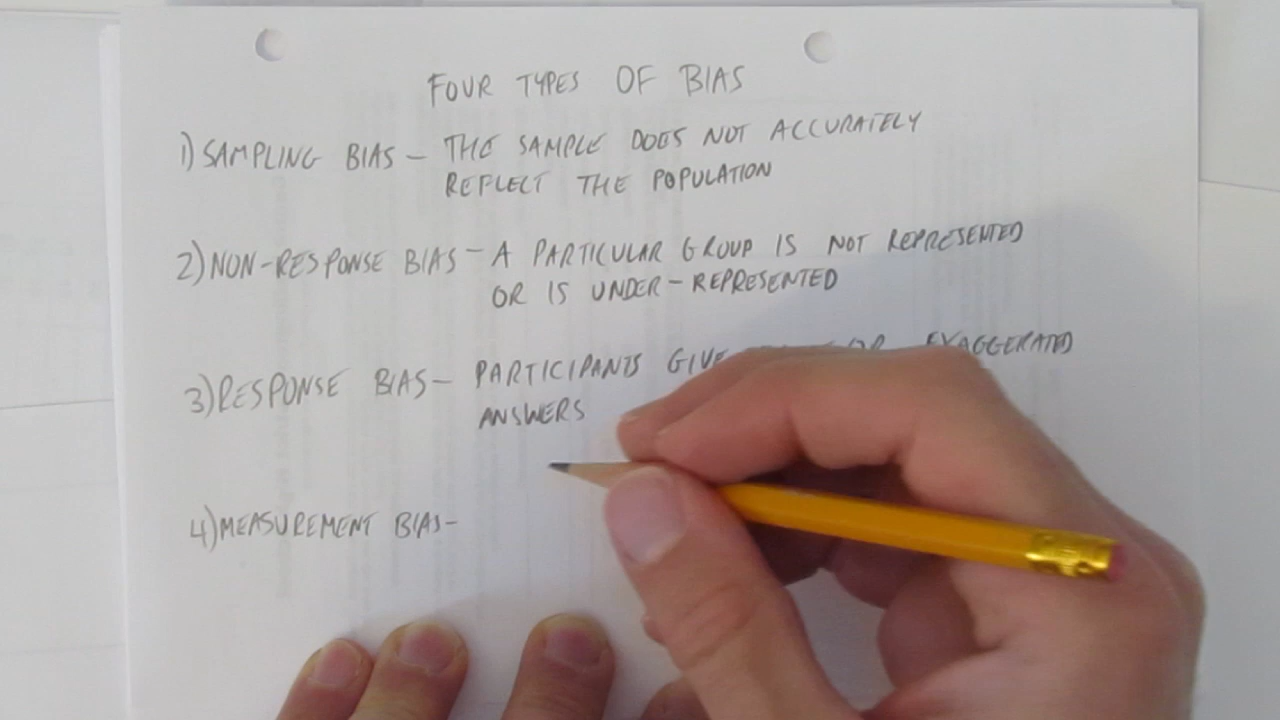 FOUR TYPES OF BIAS
1) SAMPLING BIAS – THE SAMPLE DOES NOT ACCURATELY
REFLECT THE POPULATION
2) NON-RESPONSE BIAS – A PARTICULAR GROUP IS NOT REPRESENTED
OR IS UNDER-REPRESENTED
3) RESPONSE BIAS – PARTICIPANTS GIVE OR EXAGGERATED
ANSWERS
4) MEASUREMENT BIAS –